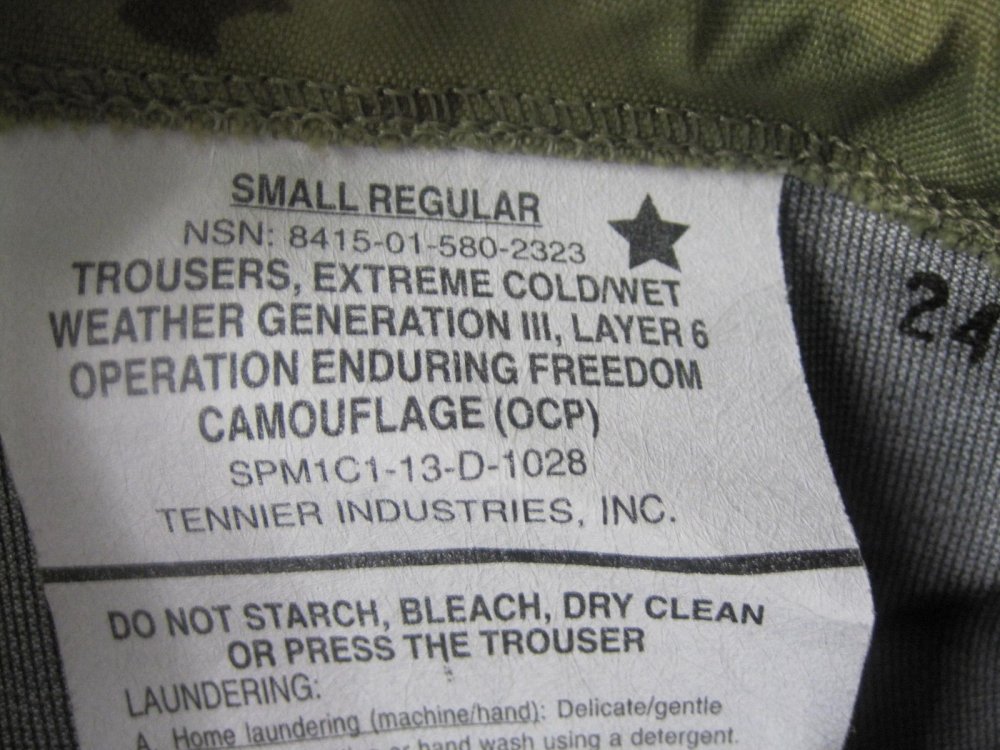 SMALL REGULAR
NSN: 8415-01-580-2323
TROUSERS, EXTREME COLD/WET
WEATHER GENERATION III, LAYER 6
OPERATION ENDURING FREEDOM
CAMOUFLAGE (OCP)
SPM1C1-13-D-1028
TENNIER INDUSTRIES, INC.
24
DO NOT STARCH, BLEACH, DRY CLEAN
OR PRESS THE TROUSER
LAUNDERING:
A. Home laundering (machine/hand): Delicate/gentle
or hand wash using a detergent.